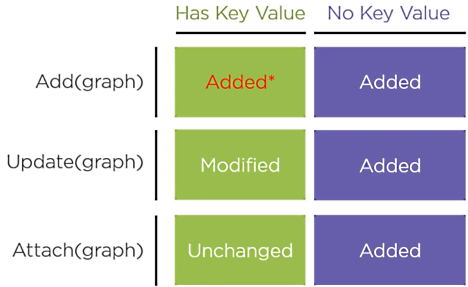 Has Key Value No Key Value
Add(graph) Added* Added
Update(graph) Modified Added
Attach(graph) Unchanged Added